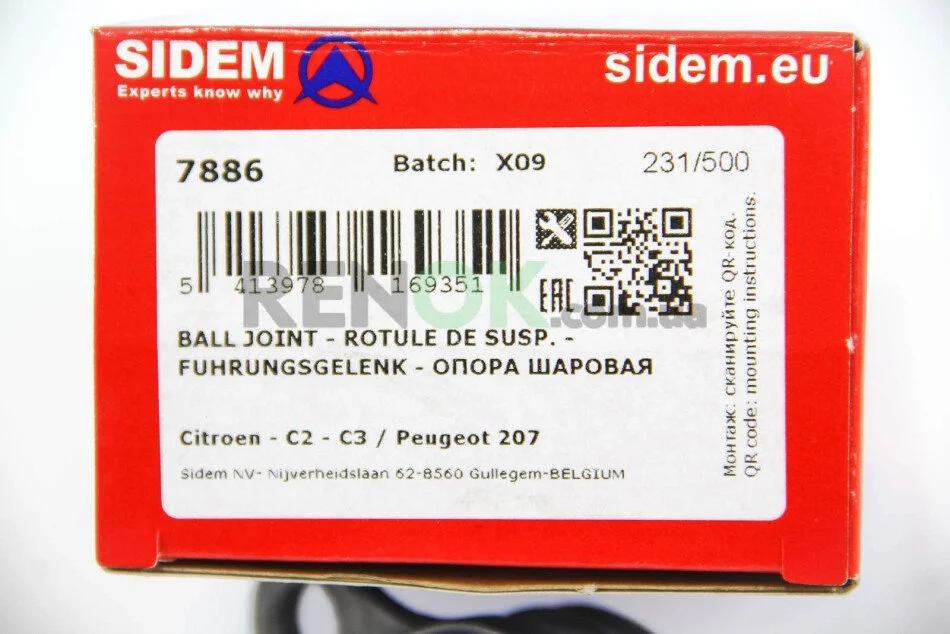 SIDEM
Experts know why
sidem.eu
7886 Batch: X09 231/500
5 413978 169351
EAC
RENOK.com.ua
BALL JOINT - ROTULE DE SUSP. -
FUHRUNGSGELENK - ОПОРА ШАРОВАЯ
Citroen - C2 - C3 / Peugeot 207
Sidem NV- Nijverheidslaan 62-8560 Gullegem-BELGIUM
Монтаж: сканируйте QR-код.
QR code: mounting instructions.